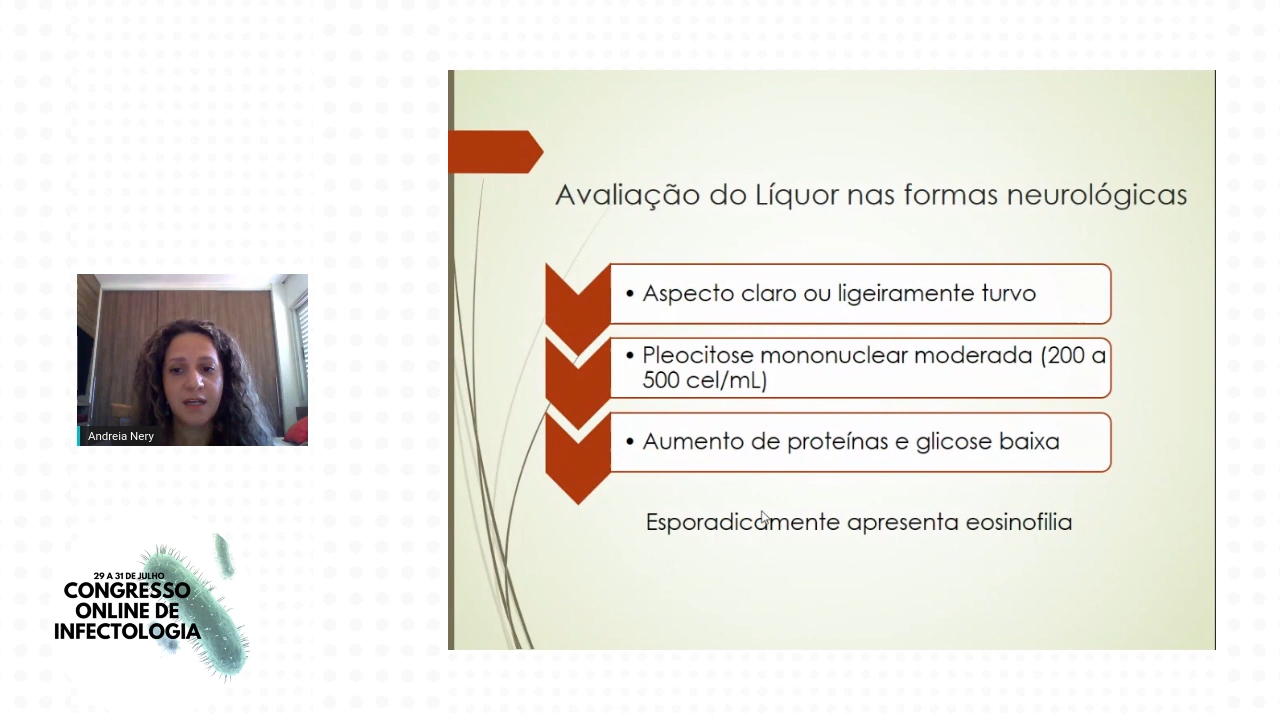 Avaliação do Líquor nas formas neurológicas
• Aspecto claro ou ligeiramente turvo
• Pleocitose mononuclear moderada (200 a
500 cel/mL)
• Aumento de proteínas e glicose baixa
Esporadicamente apresenta eosinofilia
Andreia Nery
29 A 31 DE JULHO
CONGRESSO
ONLINE DE
INFECTOLOGIA